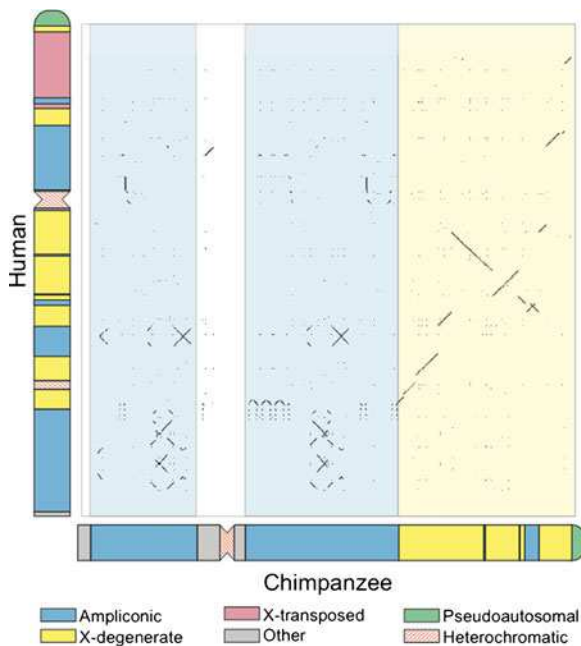 Human
Chimpanzee
Ampliconic
X-transposed
Pseudoautosomal
X-degenerate
Other
Heterochromatic